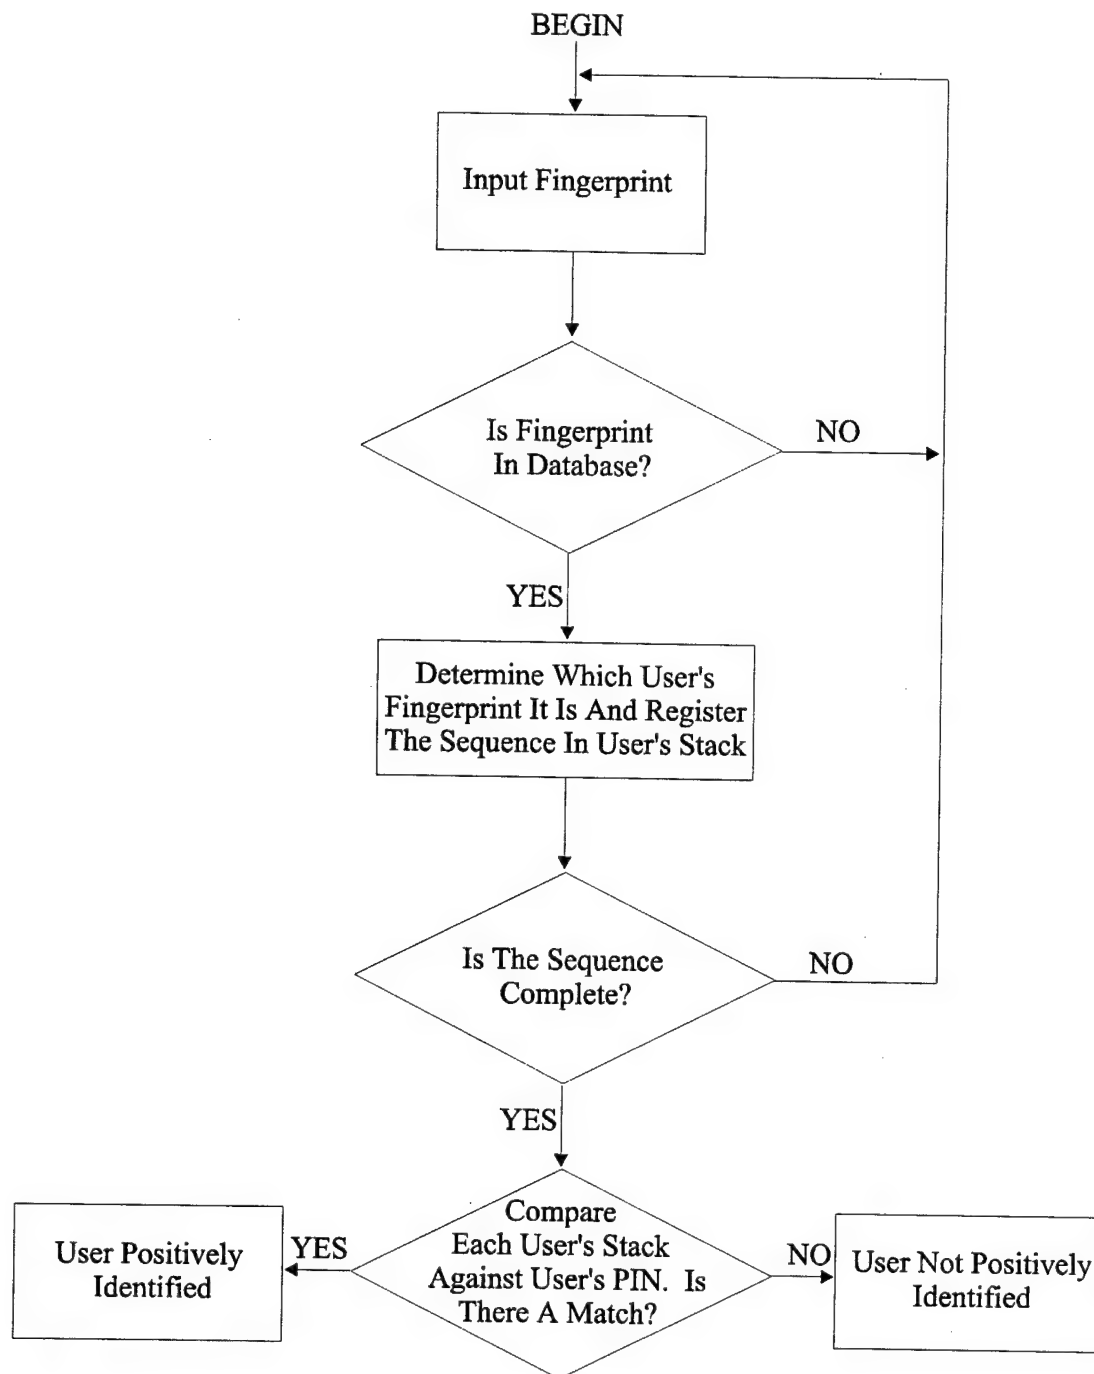 BEGIN
Input Fingerprint
Is Fingerprint
In Database?
NO
YES
Determine Which User's
Fingerprint It Is And Register
The Sequence In User's Stack
Is The Sequence
Complete?
NO
YES
User Positively
Identified
YES
Compare
Each User's Stack
Against User's PIN. Is
There A Match?
NO
User Not Positively
Identified